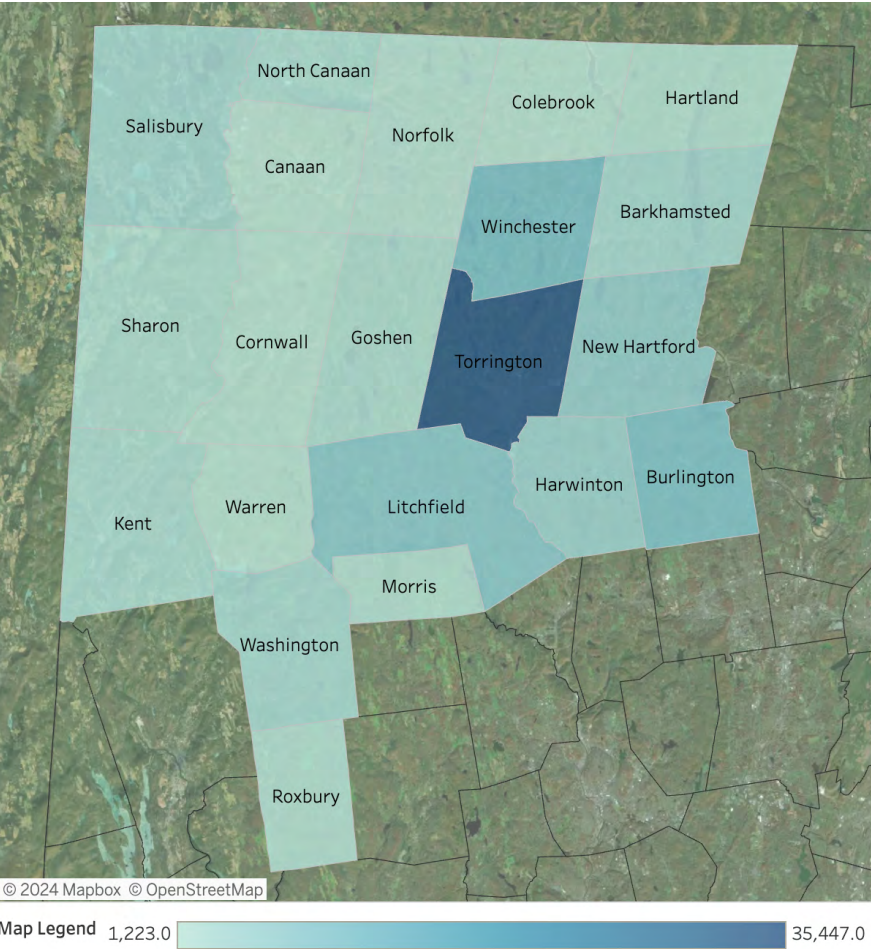 North Canaan
Salisbury
Norfolk
Colebrook
Hartland
Canaan
Winchester
Barkhamsted
Sharon
Cornwall
Goshen
Torrington
New Hartford
Kent
Warren
Litchfield
Harwinton
Burlington
Morris
Washington
Roxbury
© 2024 Mapbox © OpenStreetMap
Map Legend 1,223.0 35,447.0